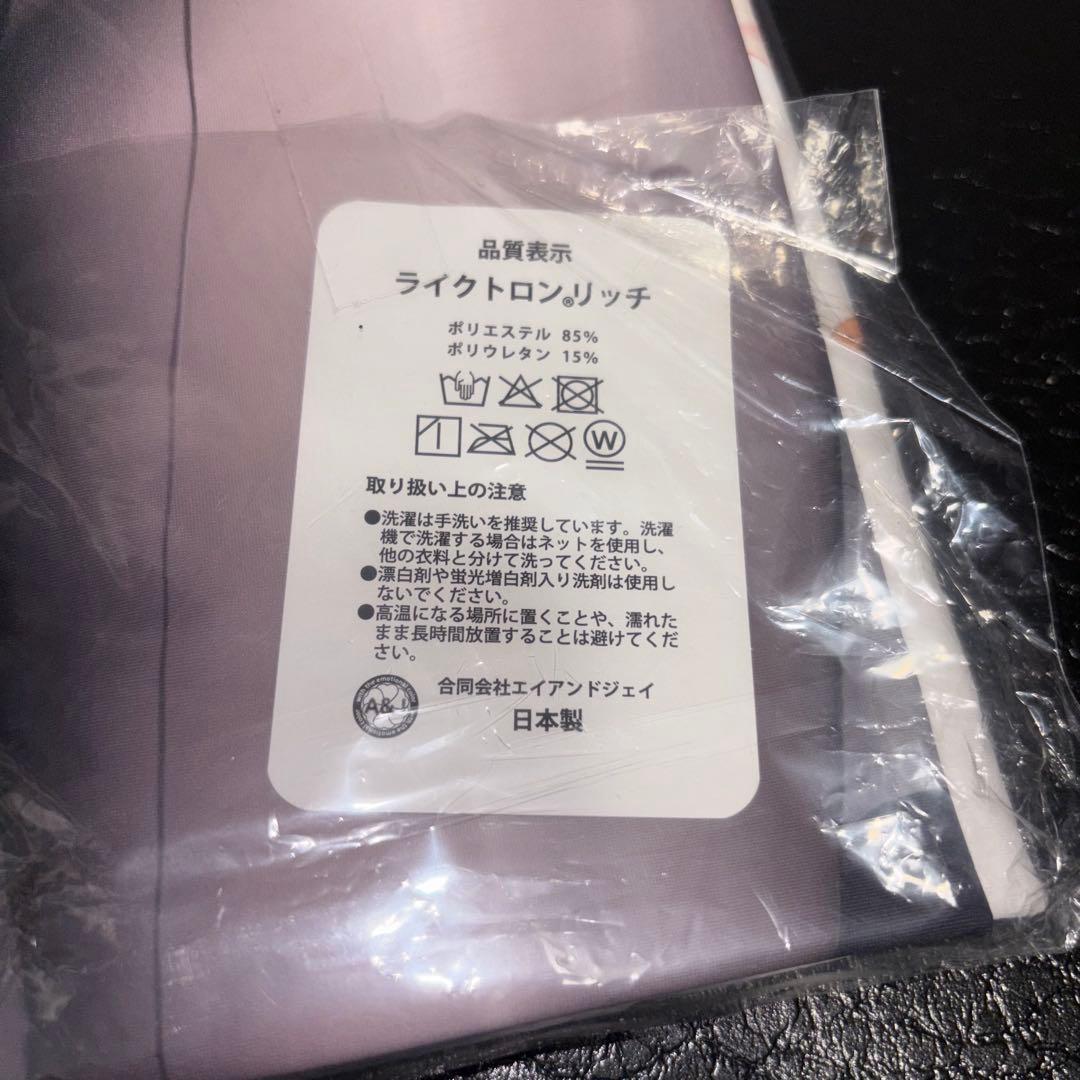 品質表示
ライクトロン®リッチ
ポリエステル 85%
ポリウレタン 15%
W
取り扱い上の注意
●洗濯は手洗いを推奨しています。洗濯
機で洗濯する場合はネットを使用し、
他の衣料と分けて洗ってください。
●漂白剤や蛍光増白剤入り洗剤は使用し
ないでください。
●高温になる場所に置くことや、濡れた
まま長時間放置することは避けてくだ
さい。
with the emotional color
A&J
合同会社エイアンドジェイ
日本製